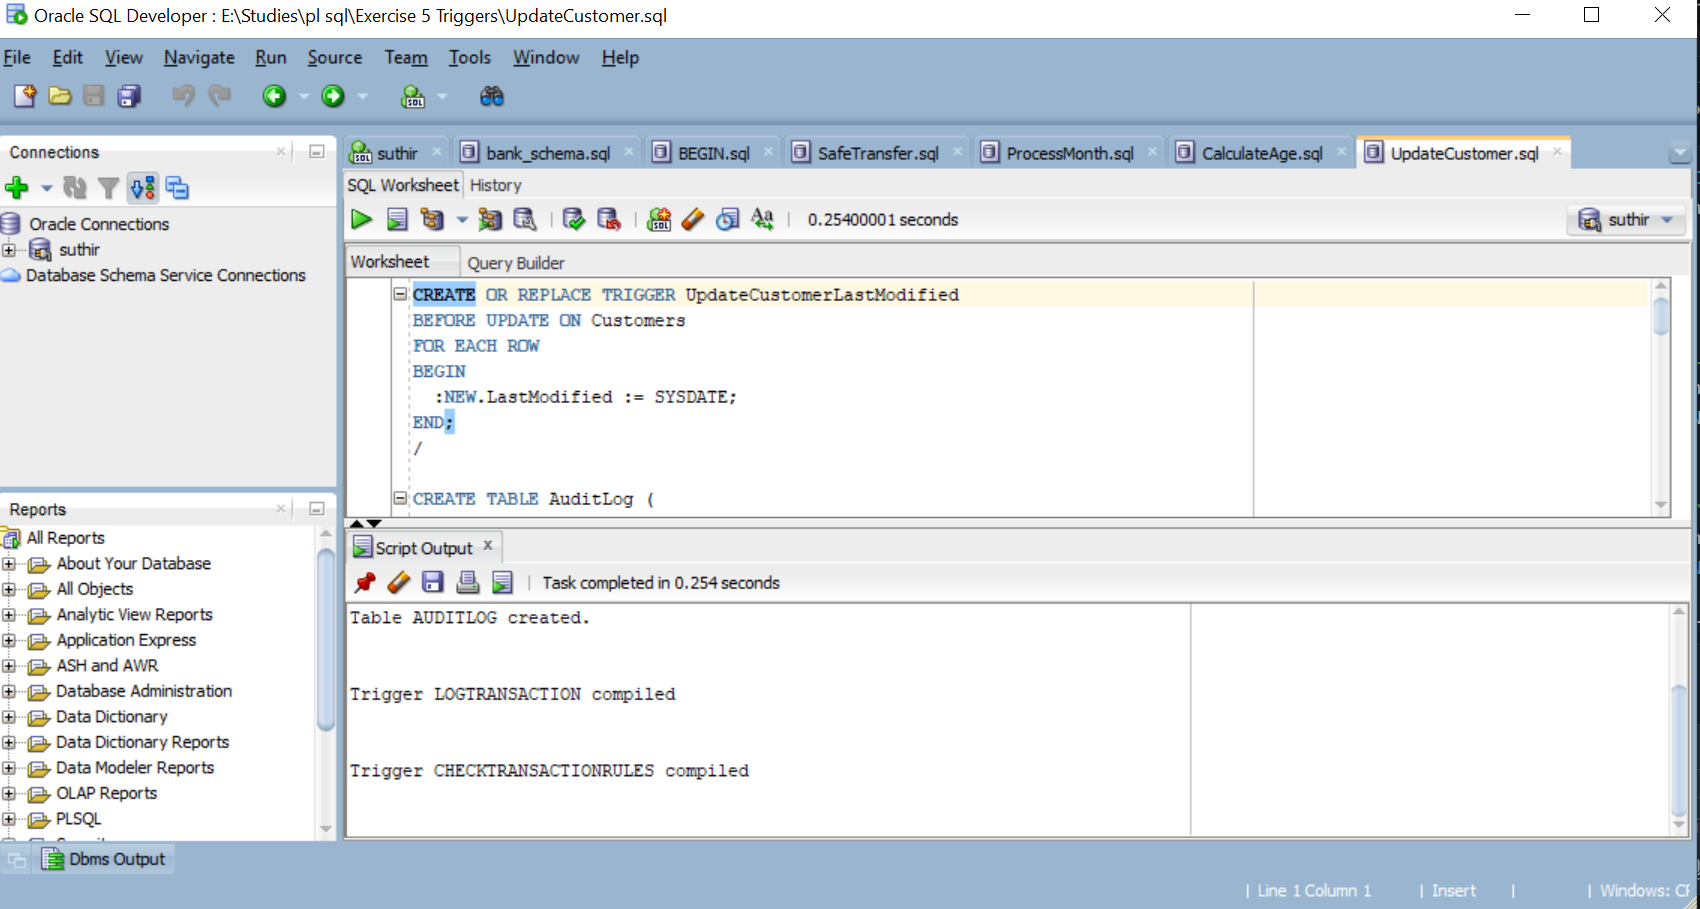 Oracle SQL Developer : E:\Studies\pl sql\Exercise 5 Triggers\UpdateCustomer.sql
File Edit View Navigate Run Source Team Tools Window Help
Connections
Oracle Connections
suthir
Database Schema Service Connections
Reports
All Reports
About Your Database
All Objects
Analytic View Reports
Application Express
ASH and AWR
Database Administration
Data Dictionary
Data Dictionary Reports
Data Modeler Reports
OLAP Reports
PLSQL
suthir bank_schema.sql BEGIN.sql SafeTransfer.sql ProcessMonth.sql CalculateAge.sql UpdateCustomer.sql
SQL Worksheet History
0.25400001 seconds
suthir
Worksheet Query Builder
CREATE OR REPLACE TRIGGER UpdateCustomerLastModified
BEFORE UPDATE ON Customers
FOR EACH ROW
BEGIN
:NEW.LastModified := SYSDATE;
END;
/
CREATE TABLE AuditLog (
Script Output
Task completed in 0.254 seconds
Table AUDITLOG created.
Trigger LOGTRANSACTION compiled
Trigger CHECKTRANSACTIONRULES compiled
Dbms Output
| Line 1 Column 1 | Insert | | Windows: